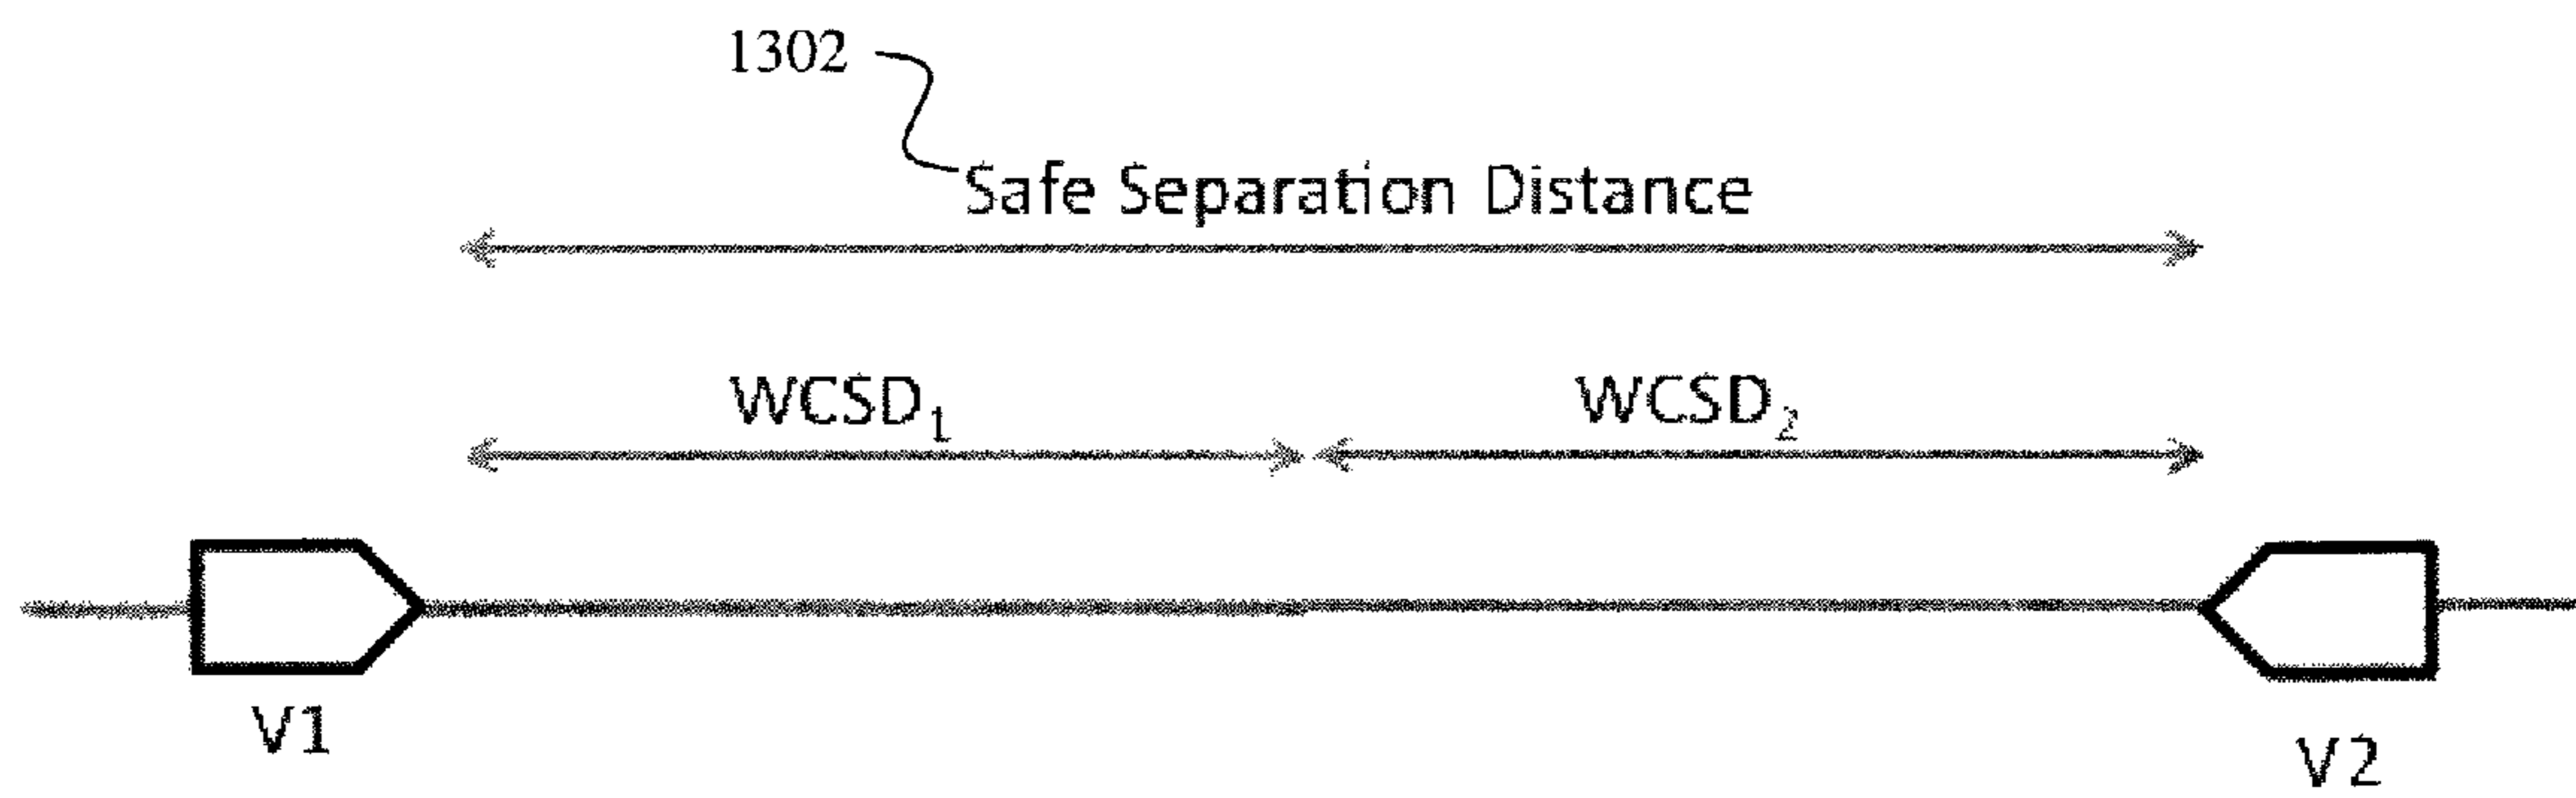 1302
Safe Separation Distance
WCSD₁ WCSD₂
V1
V2